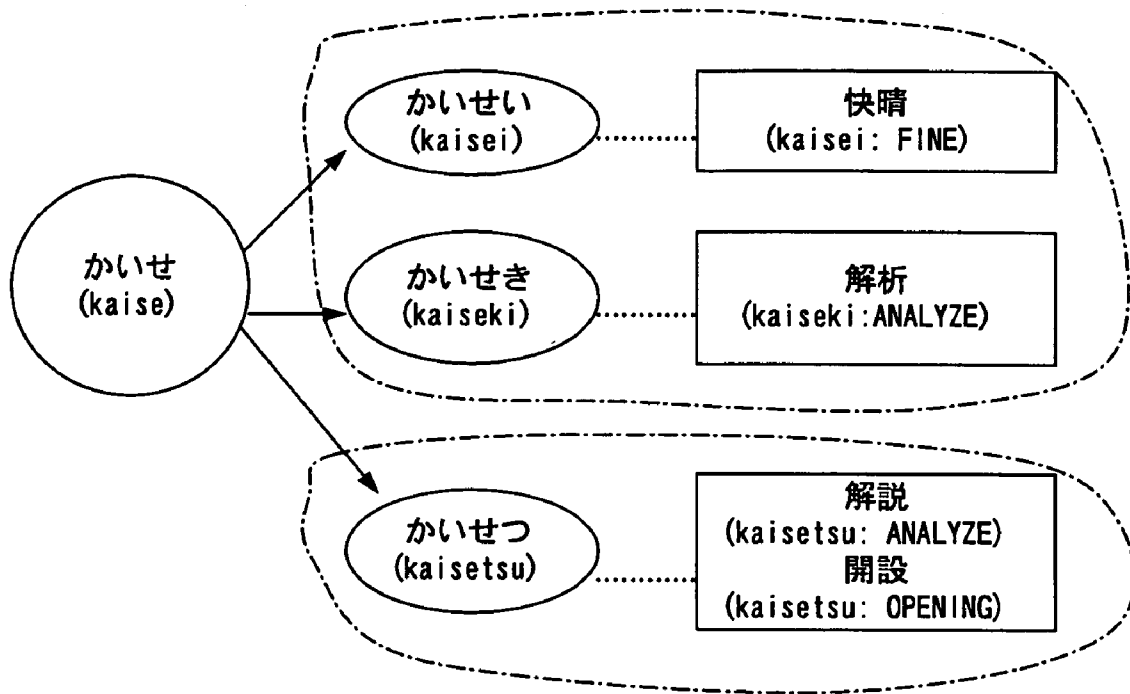 かいせ
(kaise)
かいせい
(kaisei)
快晴
(kaisei: FINE)
かいせき
(kaiseki)
解析
(kaiseki:ANALYZE)
かいせつ
(kaisetsu)
解説
(kaisetsu: ANALYZE)
開設
(kaisetsu: OPENING)